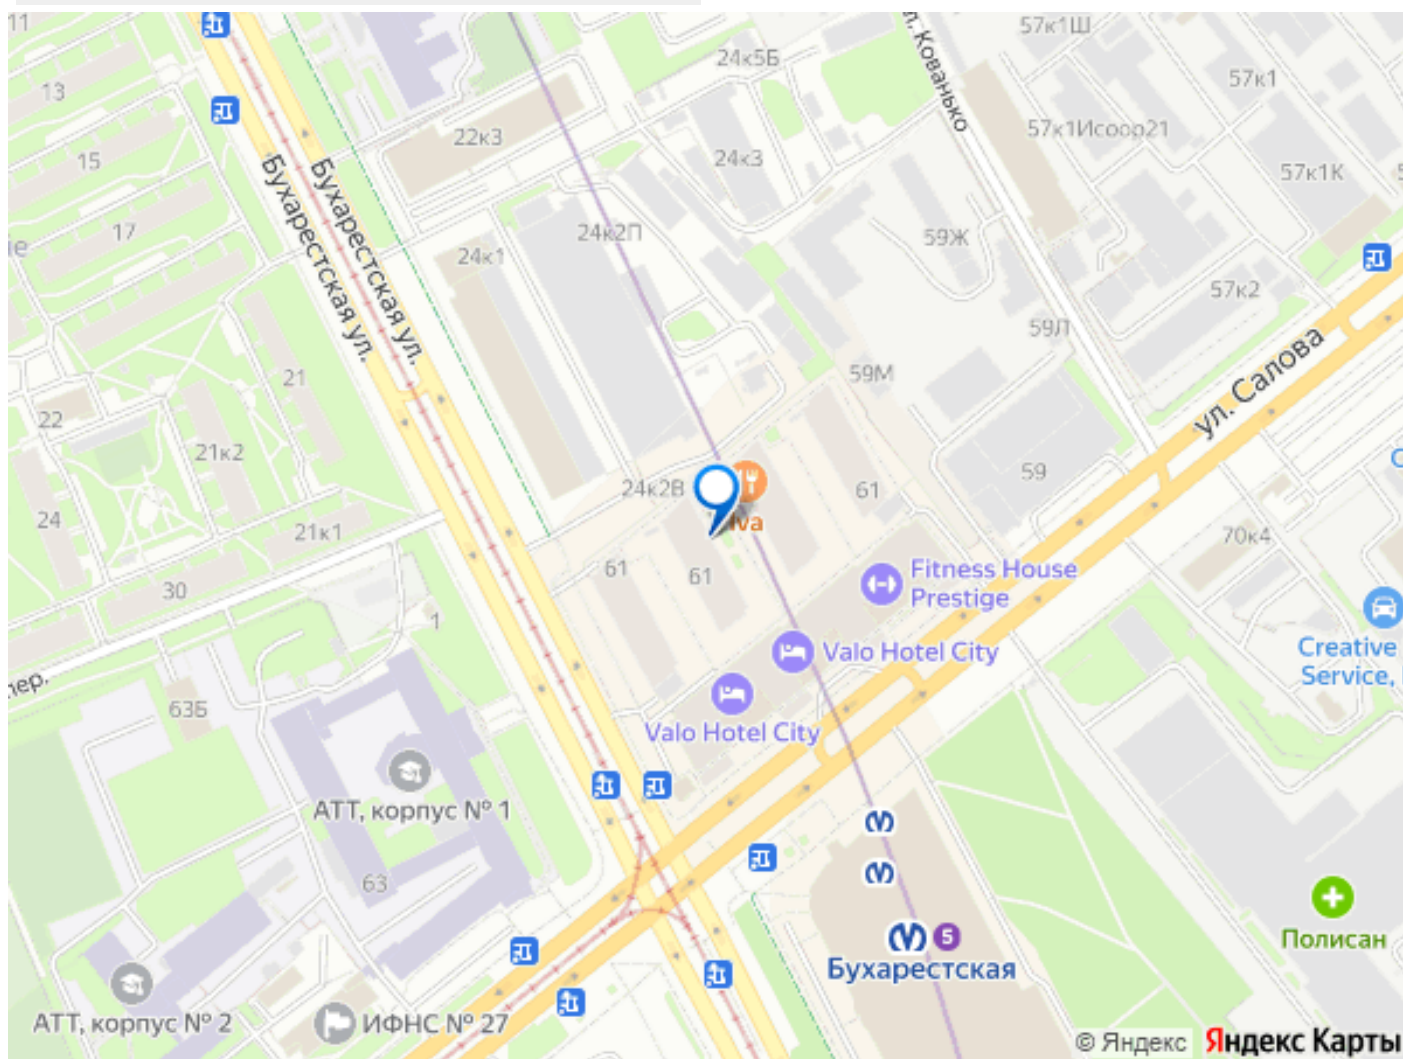 11
57к1Ш
24к5Б
ул. Кованько
57к1
13
22к3
57к1Исоор21
15
24к3
57к1К
Бухарестская ул.
Бухарестская ул.
17
24к2П
59Ж
24к1
57к2
59Л
21
59М
ул. Салова
22
21к2
24к2В
61
59
24
21к1
lva
70к4
30
61
61
Fitness House
Prestige
1
Valo Hotel City
Creative
Service,
пер.
63Б
Valo Hotel City
АТТ, корпус № 1
63
5
Полисан
Бухарестская
АТТ, корпус № 2
ИФНС № 27
© Яндекс Яндекс Карты